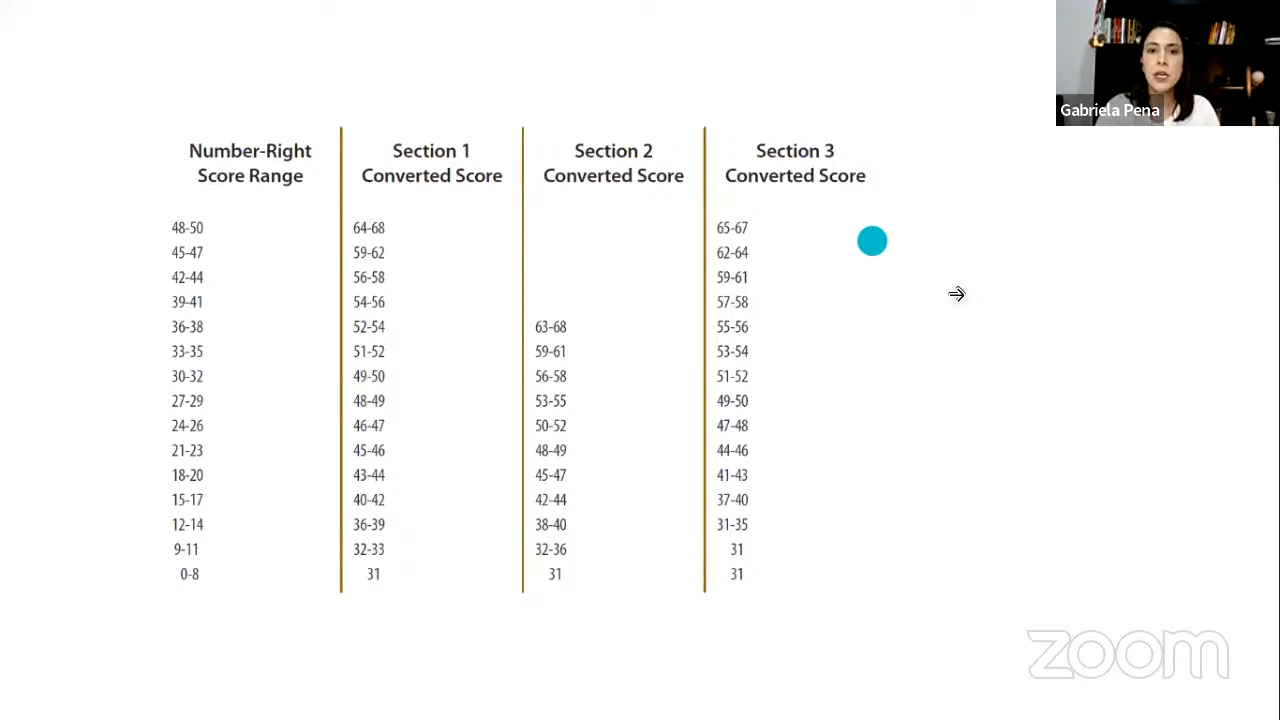 Gabriela Pena
Number-Right Score Range Section 1 Converted Score Section 2 Converted Score Section 3 Converted Score
48-50 64-68 65-67
45-47 59-62 62-64
42-44 56-58 59-61
39-41 54-56 57-58
36-38 52-54 63-68 55-56
33-35 51-52 59-61 53-54
30-32 49-50 56-58 51-52
27-29 48-49 53-55 49-50
24-26 46-47 50-52 47-48
21-23 45-46 48-49 44-46
18-20 43-44 45-47 41-43
15-17 40-42 42-44 37-40
12-14 36-39 38-40 31-35
9-11 32-33 32-36 31
0-8 31 31 31
zoom